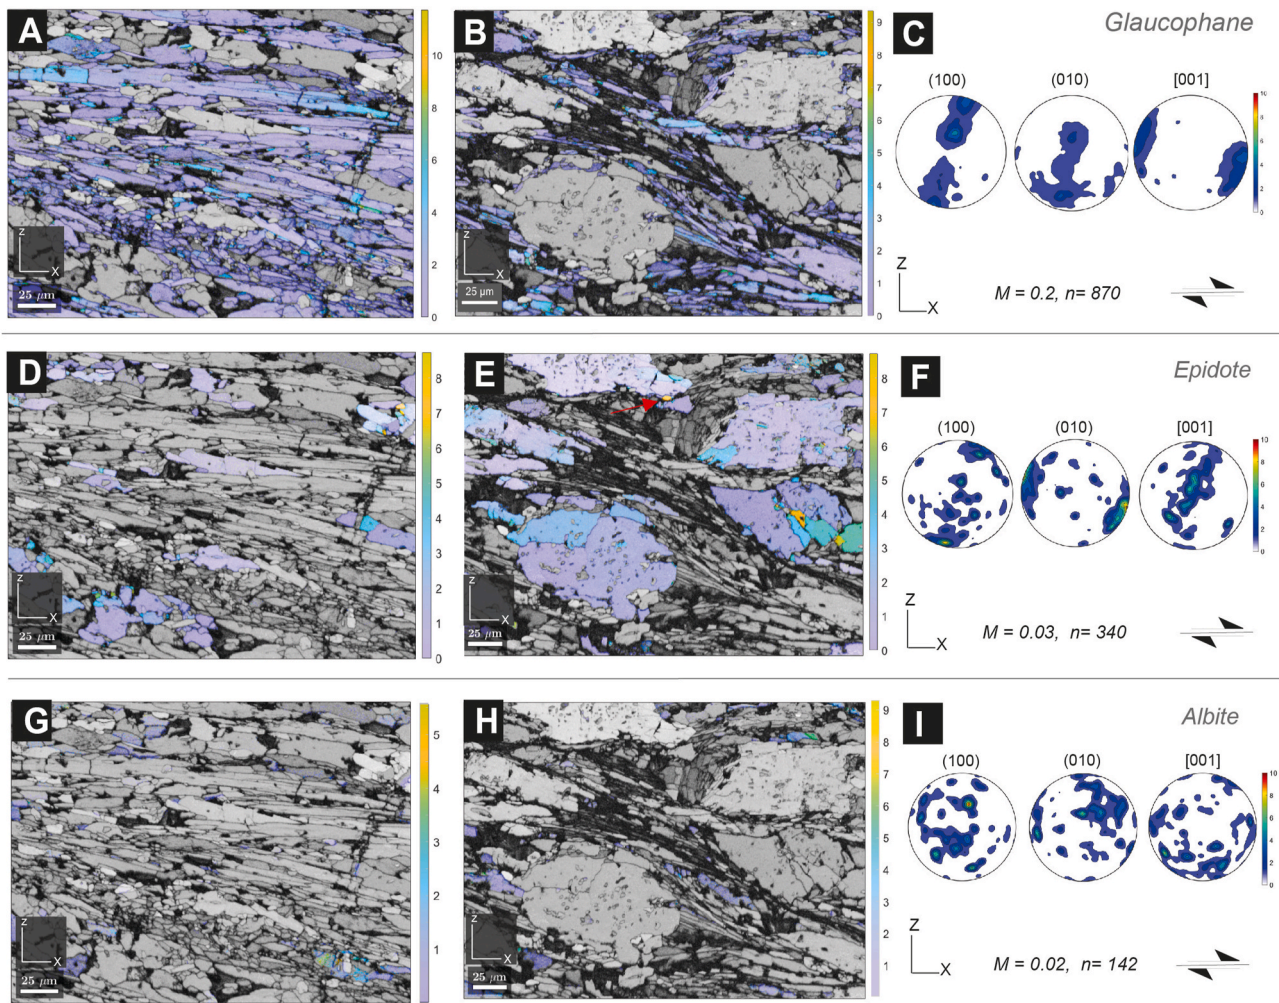 A
Z
X
25 μm
10
8
6
4
2
0
B
Z
X
25 μm
9
8
7
6
5
4
3
2
1
0
C
Glaucophane
(100)
(010)
[001]
10
8
6
4
2
0
Z
X
M = 0.2, n= 870
D
Z
X
25 μm
8
7
6
5
4
3
2
1
0
E
Z
X
25 μm
8
7
6
5
4
3
2
1
0
F
Epidote
(100)
(010)
[001]
10
8
6
4
2
0
Z
X
M = 0.03, n= 340
G
Z
X
25 μm
5
4
3
2
1
H
Z
X
25 μm
9
8
7
6
5
4
3
2
1
I
Albite
(100)
(010)
[001]
10
8
6
4
2
0
Z
X
M = 0.02, n= 142